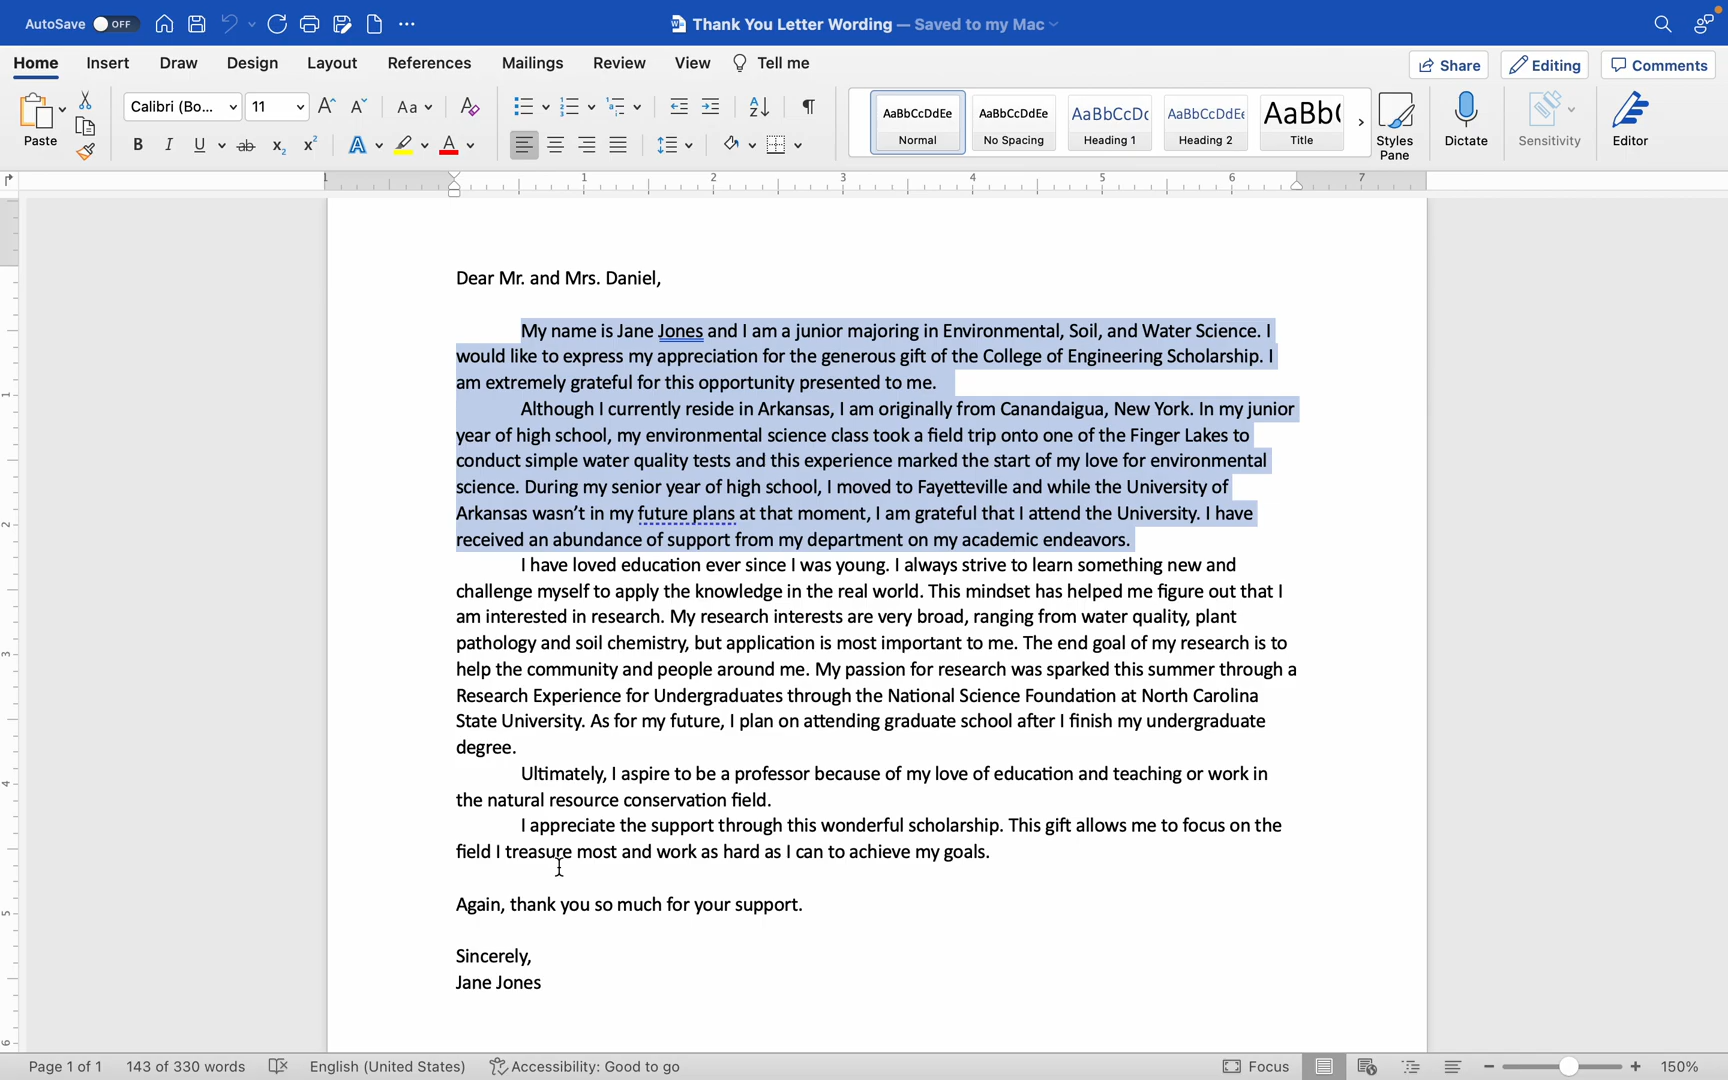 AutoSave OFF
Thank You Letter Wording — Saved to my Mac
Home Insert Draw Design Layout References Mailings Review View Tell me
Share Editing Comments
Paste
Calibri (Bo... 11
Aa
AaBbCcDdEe AaBbCcDdEe AaBbCcDc AaBbCcDdEe AaBb(
Normal No Spacing Heading 1 Heading 2 Title
Styles Pane
Dictate
Sensitivity
Editor
1 1 2 3 4 5 6 7
Dear Mr. and Mrs. Daniel,
My name is Jane Jones and I am a junior majoring in Environmental, Soil, and Water Science. I
would like to express my appreciation for the generous gift of the College of Engineering Scholarship. I
am extremely grateful for this opportunity presented to me.
Although I currently reside in Arkansas, I am originally from Canandaigua, New York. In my junior
year of high school, my environmental science class took a field trip onto one of the Finger Lakes to
conduct simple water quality tests and this experience marked the start of my love for environmental
science. During my senior year of high school, I moved to Fayetteville and while the University of
Arkansas wasn't in my future plans at that moment, I am grateful that I attend the University. I have
received an abundance of support from my department on my academic endeavors.
I have loved education ever since I was young. I always strive to learn something new and
challenge myself to apply the knowledge in the real world. This mindset has helped me figure out that I
am interested in research. My research interests are very broad, ranging from water quality, plant
pathology and soil chemistry, but application is most important to me. The end goal of my research is to
help the community and people around me. My passion for research was sparked this summer through a
Research Experience for Undergraduates through the National Science Foundation at North Carolina
State University. As for my future, I plan on attending graduate school after I finish my undergraduate
degree.
Ultimately, I aspire to be a professor because of my love of education and teaching or work in
the natural resource conservation field.
I appreciate the support through this wonderful scholarship. This gift allows me to focus on the
field I treasure most and work as hard as I can to achieve my goals.
Again, thank you so much for your support.
Sincerely,
Jane Jones
Page 1 of 1 143 of 330 words English (United States) Accessibility: Good to go Focus 150%